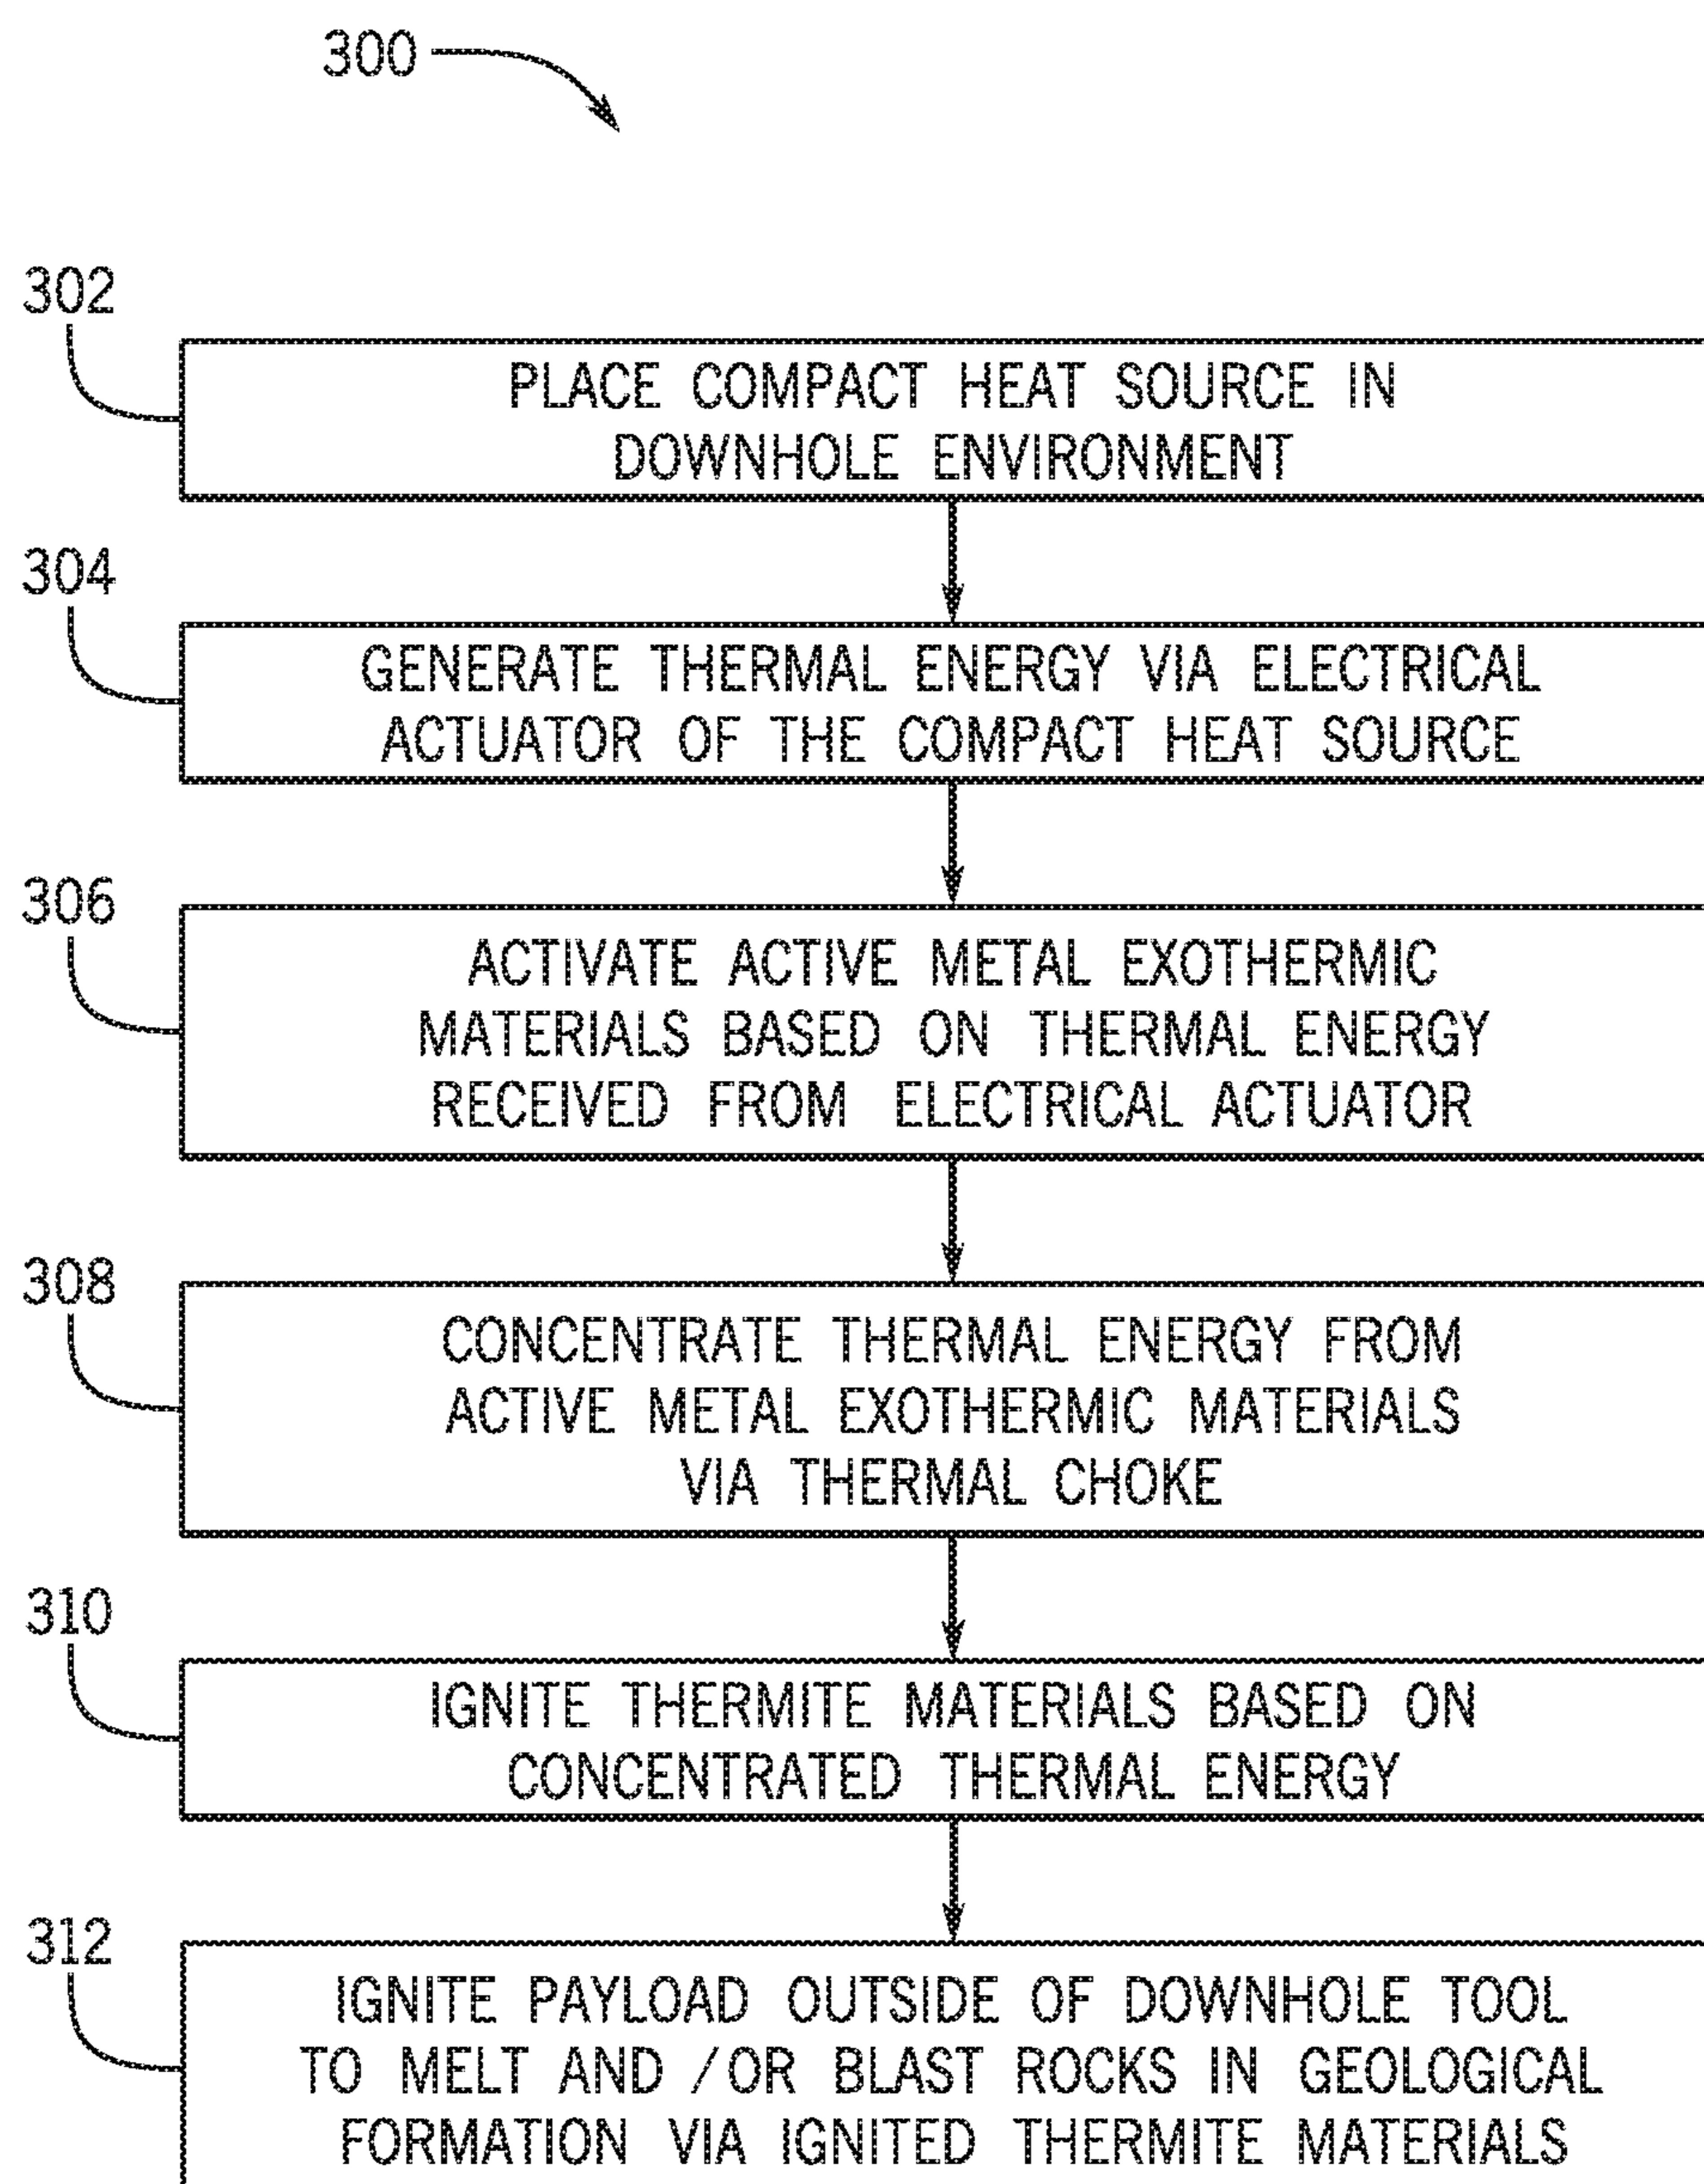 300
302
PLACE COMPACT HEAT SOURCE IN
DOWNHOLE ENVIRONMENT
304
GENERATE THERMAL ENERGY VIA ELECTRICAL
ACTUATOR OF THE COMPACT HEAT SOURCE
306
ACTIVATE ACTIVE METAL EXOTHERMIC
MATERIALS BASED ON THERMAL ENERGY
RECEIVED FROM ELECTRICAL ACTUATOR
308
CONCENTRATE THERMAL ENERGY FROM
ACTIVE METAL EXOTHERMIC MATERIALS
VIA THERMAL CHOKE
310
IGNITE THERMITE MATERIALS BASED ON
CONCENTRATED THERMAL ENERGY
312
IGNITE PAYLOAD OUTSIDE OF DOWNHOLE TOOL
TO MELT AND /OR BLAST ROCKS IN GEOLOGICAL
FORMATION VIA IGNITED THERMITE MATERIALS